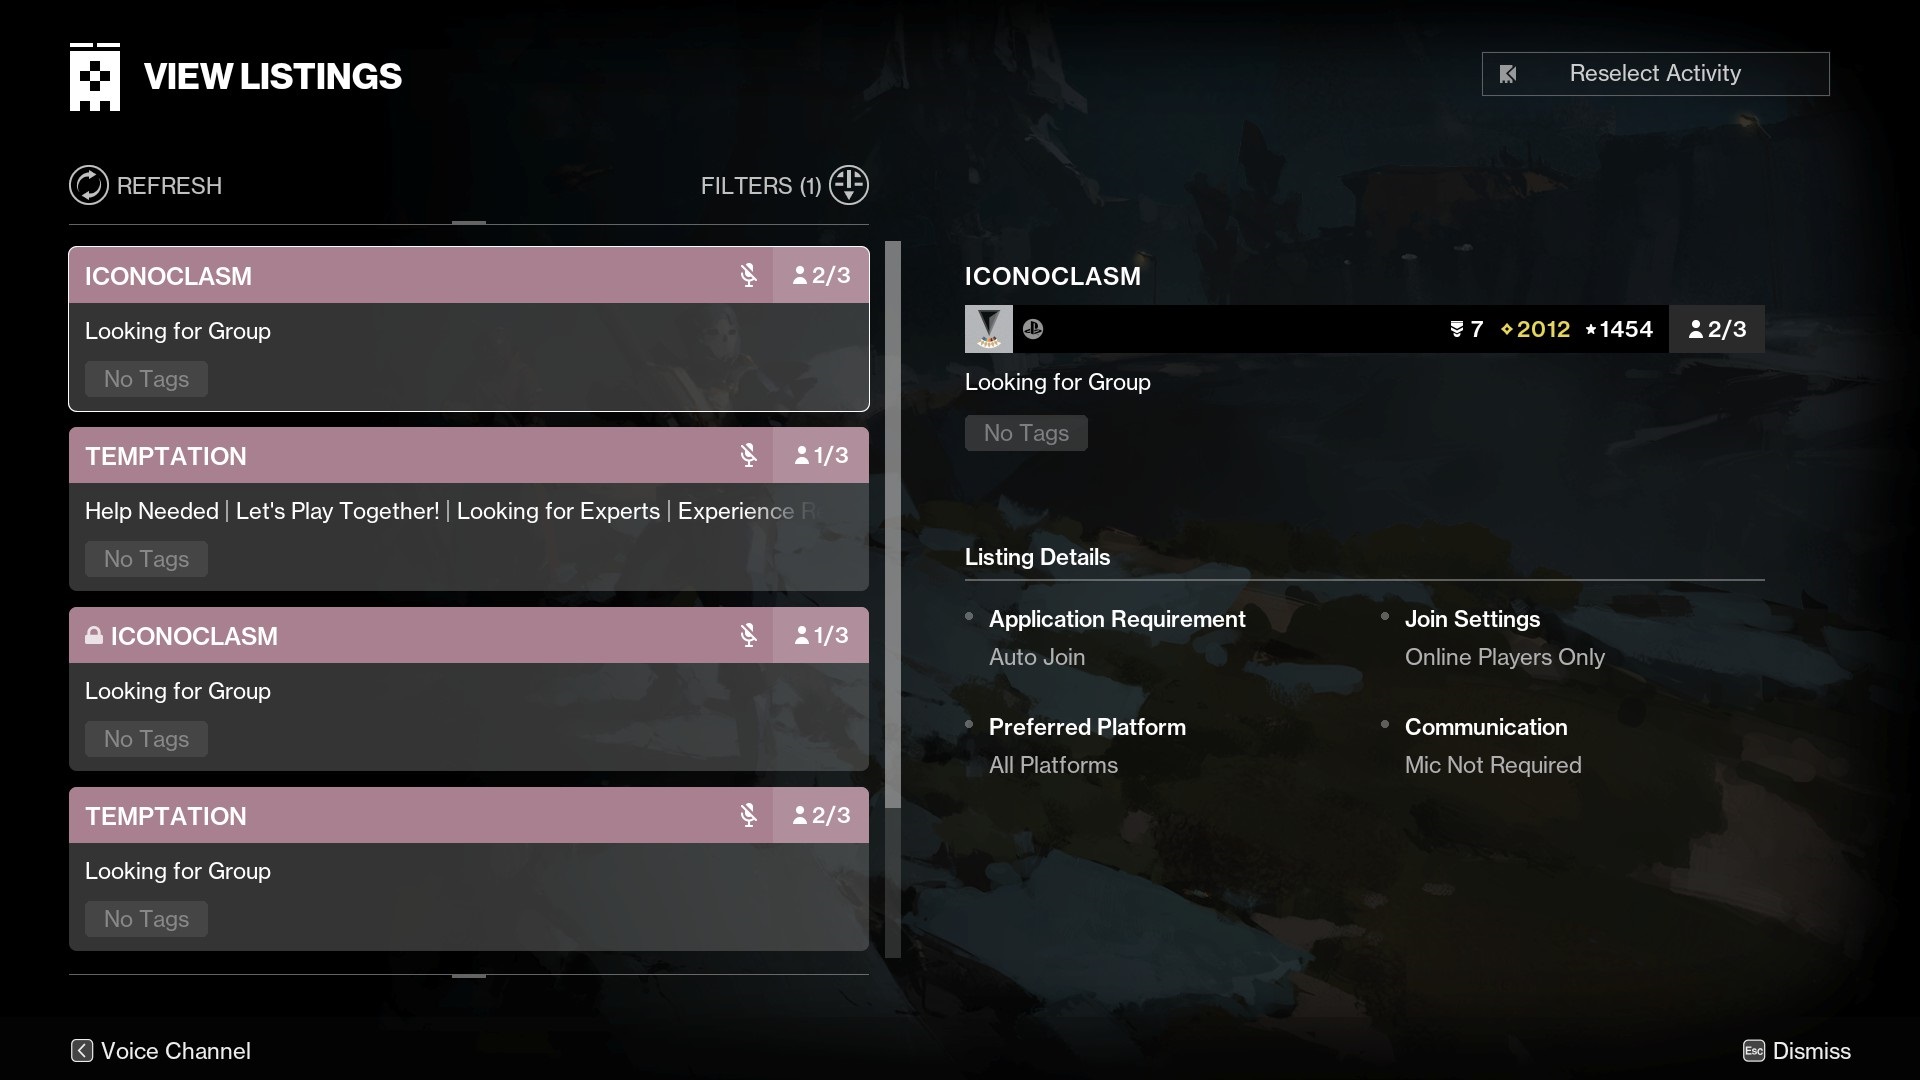 VIEW LISTINGS
Reselect Activity
REFRESH
FILTERS (1)
ICONOCLASM
2/3
Looking for Group
No Tags
TEMPTATION
1/3
Help Needed | Let's Play Together! | Looking for Experts | Experience
No Tags
ICONOCLASM
1/3
Looking for Group
No Tags
TEMPTATION
2/3
Looking for Group
No Tags
ICONOCLASM
7 2012 1454 2/3
Looking for Group
No Tags
Listing Details
Application Requirement
Auto Join
Join Settings
Online Players Only
Preferred Platform
All Platforms
Communication
Mic Not Required
Voice Channel
Esc Dismiss